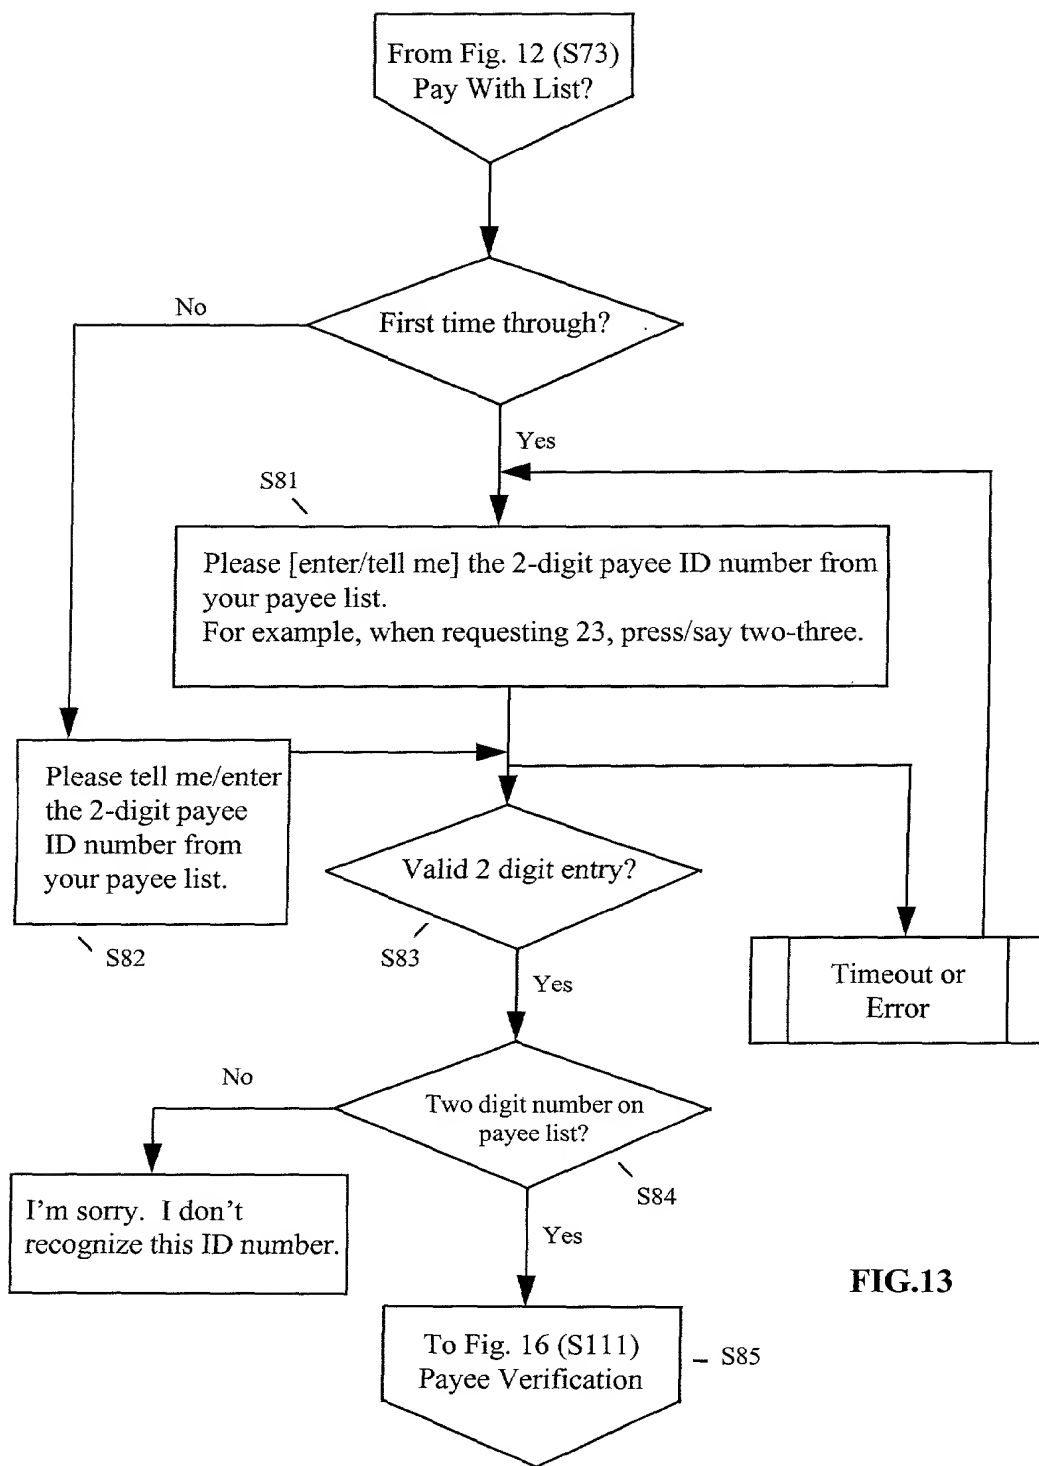 From Fig. 12 (S73)
Pay With List?
First time through?
No
Yes
S81
Please [enter/tell me] the 2-digit payee ID number from
your payee list.
For example, when requesting 23, press/say two-three.
Please tell me/enter
the 2-digit payee
ID number from
your payee list.
S82
Valid 2 digit entry?
S83
Yes
Timeout or
Error
Two digit number on
payee list?
No
S84
I'm sorry.  I don't
recognize this ID number.
Yes
To Fig. 16 (S111)
Payee Verification
S85
FIG.13